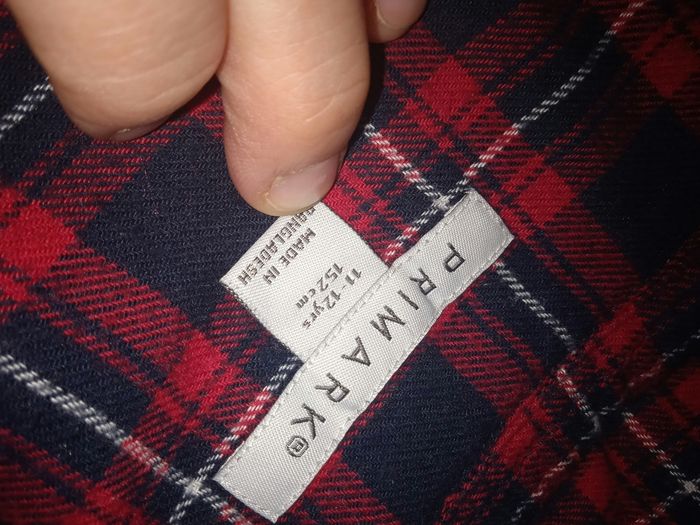 PRIMARK®
11-12yrs
152cm
MADE IN
BANGLADESH